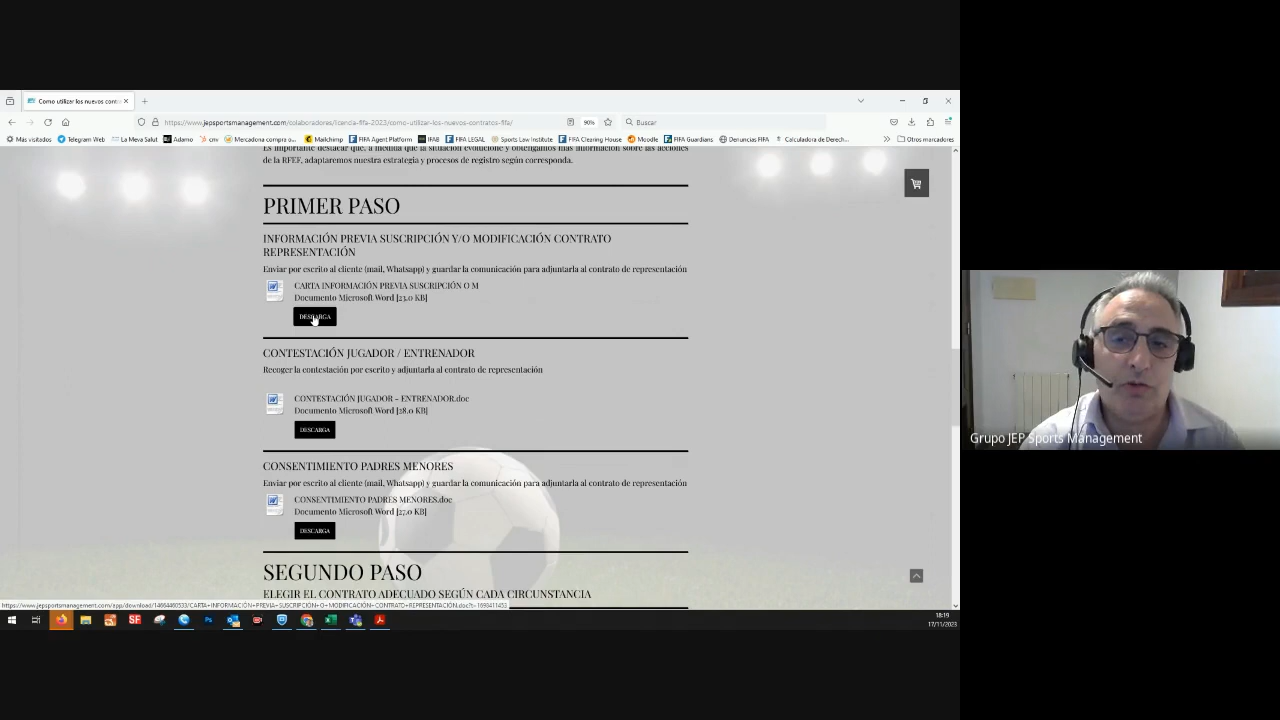 Como utilizar los nuevos contr
https://www.jepsportsmanagement.com/colaboradores/licencia-fifa-2023/como-utilizar-los-nuevos-contratos-fifa/
90%
Buscar
Más visitados
Telegram Web
La Meva Salut
Adamo
cnv
Mercadona compra o...
Mailchimp
FIFA Agent Platform
IFAB
FIFA LEGAL
Sports Law Institute
FIFA Clearing House
Moodle
FIFA Guardians
Denuncias FIFA
Calculadora de Derech...
Otros marcadores
Es importante destacar que, a medida que la situación evolucione y obtengamos más información sobre las acciones
de la RFEF, adaptaremos nuestra estrategia y procesos de registro según corresponda.
PRIMER PASO
INFORMACIÓN PREVIA SUSCRIPCIÓN Y/O MODIFICACIÓN CONTRATO
REPRESENTACIÓN
Enviar por escrito al cliente (mail, Whatsapp) y guardar la comunicación para adjuntarla al contrato de representación
CARTA INFORMACIÓN PREVIA SUSCRIPCIÓN O M
Documento Microsoft Word [23.0 KB]
DESCARGA
CONTESTACIÓN JUGADOR / ENTRENADOR
Recoger la contestación por escrito y adjuntarla al contrato de representación
CONTESTACIÓN JUGADOR - ENTRENADOR.doc
Documento Microsoft Word [28.0 KB]
DESCARGA
CONSENTIMIENTO PADRES MENORES
Enviar por escrito al cliente (mail, Whatsapp) y guardar la comunicación para adjuntarla al contrato de representación
CONSENTIMIENTO PADRES MENORES.doc
Documento Microsoft Word [27.0 KB]
DESCARGA
SEGUNDO PASO
ELEGIR EL CONTRATO ADECUADO SEGÚN CADA CIRCUNSTANCIA
18:19
17/11/2023
Grupo JEP Sports Management